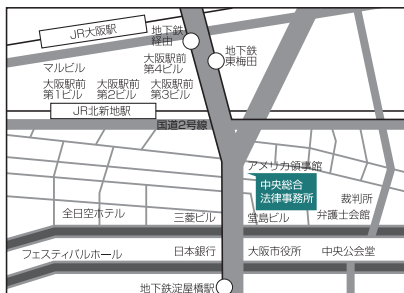 JR大阪駅
地下鉄
経由
地下鉄
東梅田
マルビル
大阪駅前
第4ビル
大阪駅前
第1ビル
大阪駅前
第2ビル
大阪駅前
第3ビル
JR北新地駅
国道2号線
アメリカ領事館
中央総合
法律事務所
裁判所
全日空ホテル
三菱ビル
堂島ビル
弁護士会館
フェスティバルホール
日本銀行
大阪市役所
中央公会堂
地下鉄淀屋橋駅